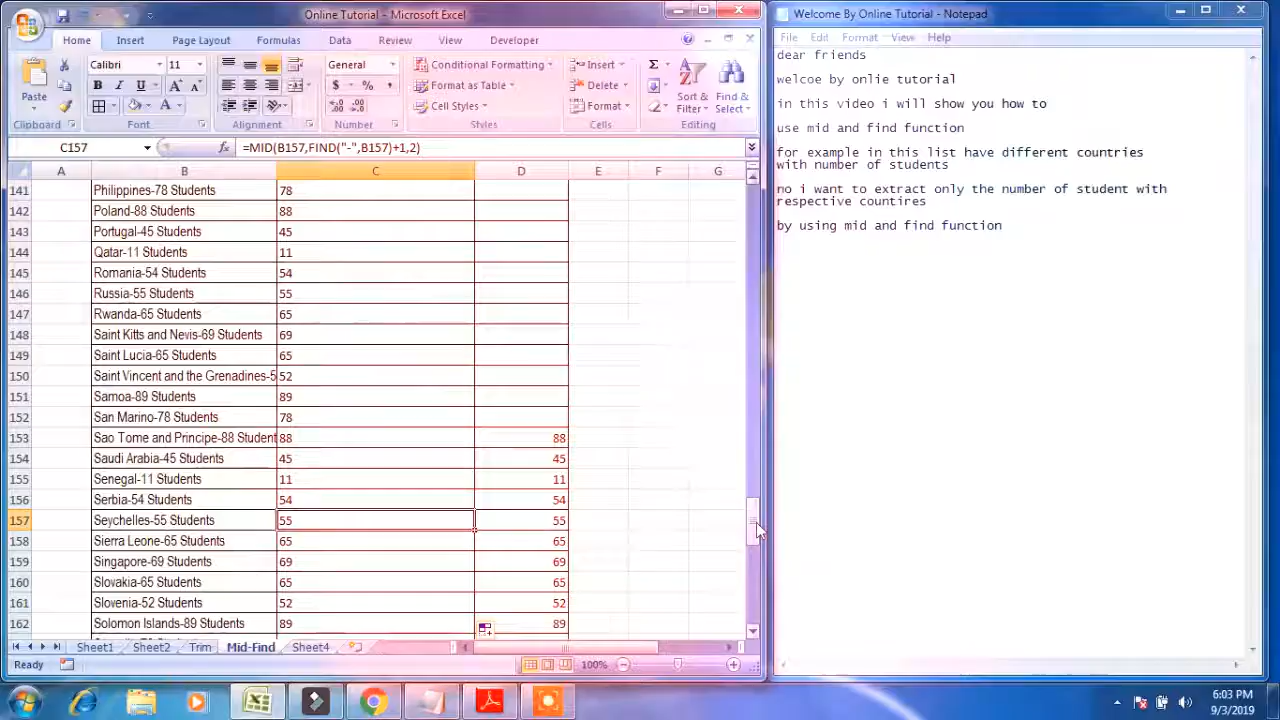 Online Tutorial - Microsoft Excel
Home Insert Page Layout Formulas Data Review View Developer
Paste
Calibri 11
B I U A A
A
General
$ % ,
Conditional Formatting
Format as Table
Cell Styles
Insert
Delete
Format
Σ
Sort & Filter
Find & Select
Clipboard Font Alignment Number Styles Cells Editing
C157 fx =MID(B157,FIND("-",B157)+1,2)
A B C D E F G
141 Philippines-78 Students 78
142 Poland-88 Students 88
143 Portugal-45 Students 45
144 Qatar-11 Students 11
145 Romania-54 Students 54
146 Russia-55 Students 55
147 Rwanda-65 Students 65
148 Saint Kitts and Nevis-69 Students 69
149 Saint Lucia-65 Students 65
150 Saint Vincent and the Grenadines-5 52
151 Samoa-89 Students 89
152 San Marino-78 Students 78
153 Sao Tome and Principe-88 Student 88 88
154 Saudi Arabia-45 Students 45 45
155 Senegal-11 Students 11 11
156 Serbia-54 Students 54 54
157 Seychelles-55 Students 55 55
158 Sierra Leone-65 Students 65 65
159 Singapore-69 Students 69 69
160 Slovakia-65 Students 65 65
161 Slovenia-52 Students 52 52
162 Solomon Islands-89 Students 89 89
Sheet1 Sheet2 Trim Mid-Find Sheet4
Ready 100%
Welcome By Online Tutorial - Notepad
File Edit Format View Help
dear friends
welcoe by onlie tutorial
in this video i will show you how to
use mid and find function
for example in this list have different countries
with number of students
no i want to extract only the number of student with
respective countires
by using mid and find function
6:03 PM
9/3/2019